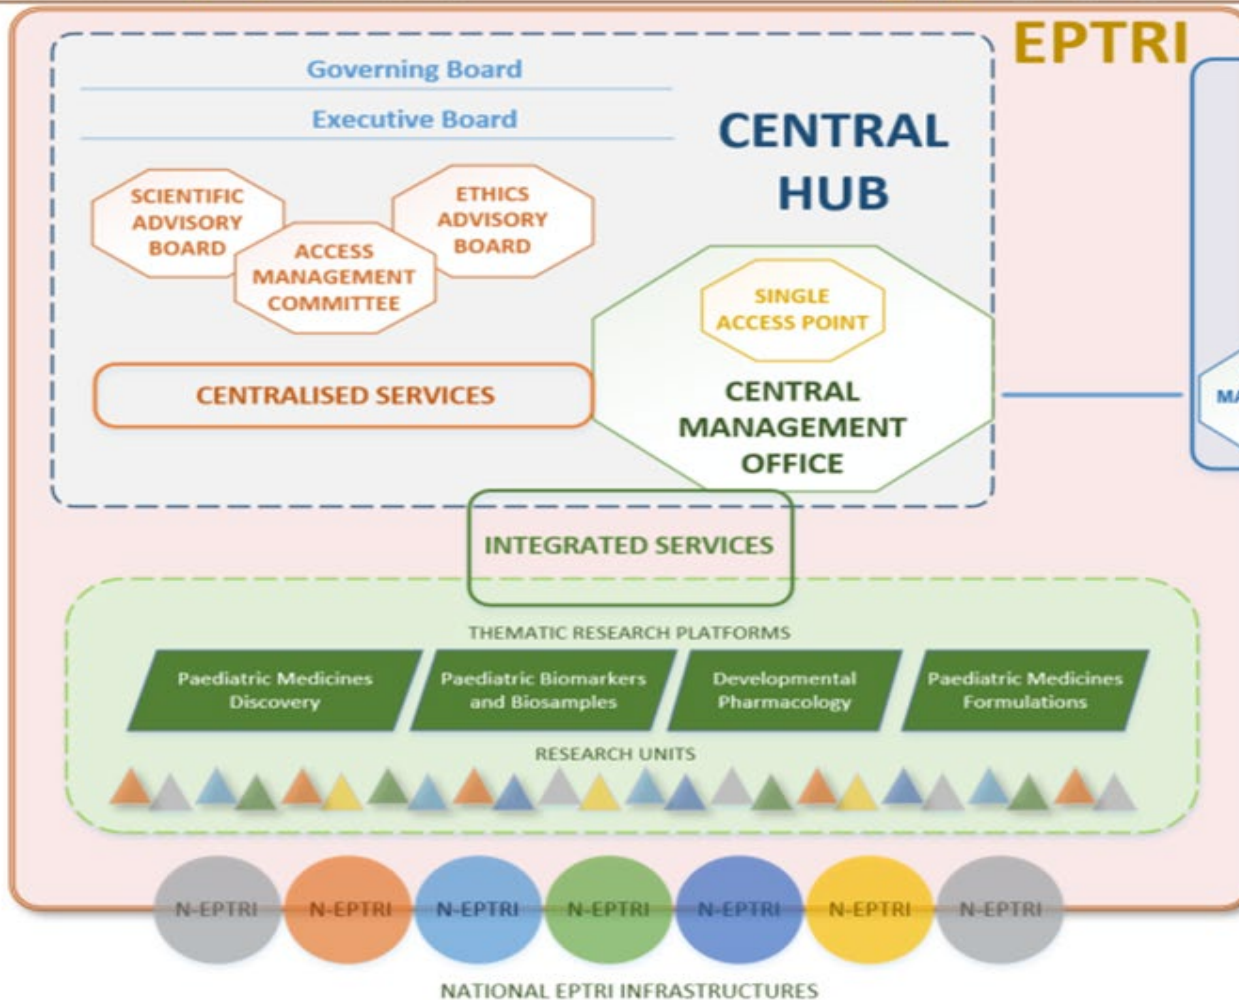 EPTRI
Governing Board
Executive Board
CENTRAL
HUB
SCIENTIFIC
ADVISORY
BOARD
ETHICS
ADVISORY
BOARD
ACCESS
MANAGEMENT
COMMITTEE
SINGLE
ACCESS POINT
CENTRALISED SERVICES
CENTRAL
MANAGEMENT
OFFICE
INTEGRATED SERVICES
THEMATIC RESEARCH PLATFORMS
Paediatric Medicines
Discovery
Paediatric Biomarkers
and Biosamples
Developmental
Pharmacology
Paediatric Medicines
Formulations
RESEARCH UNITS
N-EPTRI
N-EPTRI
N-EPTRI
N-EPTRI
N-EPTRI
N-EPTRI
N-EPTRI
NATIONAL EPTRI INFRASTRUCTURES